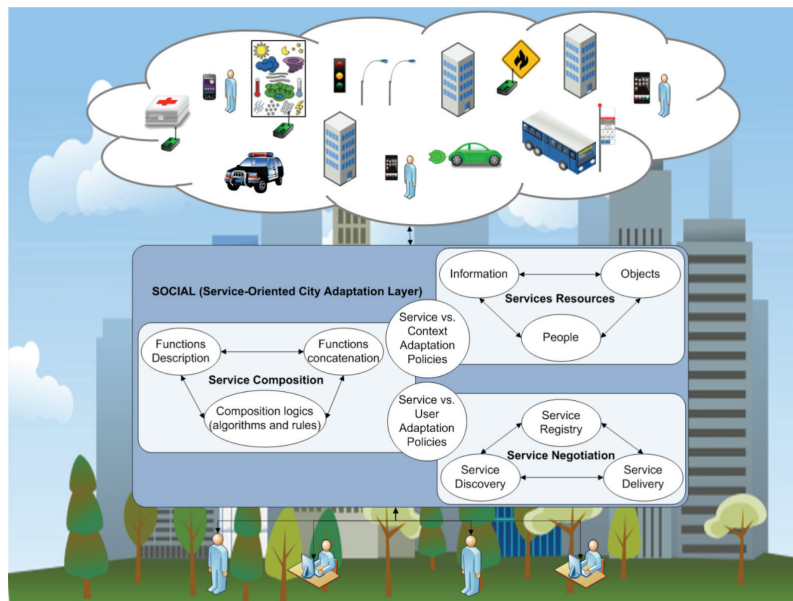 SOCIAL (Service-Oriented City Adaptation Layer)
Information
Objects
Services Resources
People
Service vs.
Context
Adaptation
Policies
Functions
Description
Functions
concatenation
Service Composition
Composition logics
(algorithms and rules)
Service vs.
User
Adaptation
Policies
Service
Registry
Service Negotiation
Service
Discovery
Service
Delivery